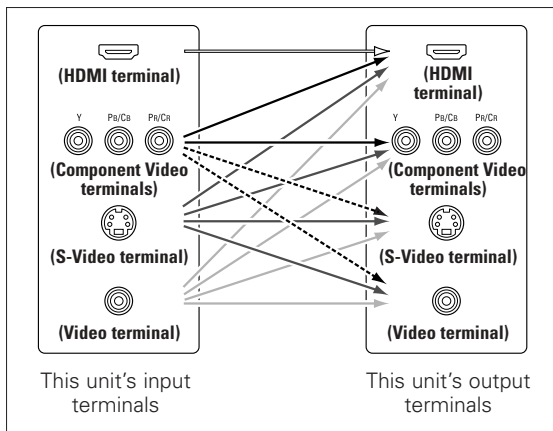 (HDMI terminal)
(HDMI
terminal)
Y PB/CB PR/CR
Y PB/CB PR/CR
(Component Video
terminals)
(Component Video
terminals)
(S-Video terminal)
(S-Video terminal)
(Video terminal)
(Video terminal)
This unit's input
terminals
This unit's output
terminals